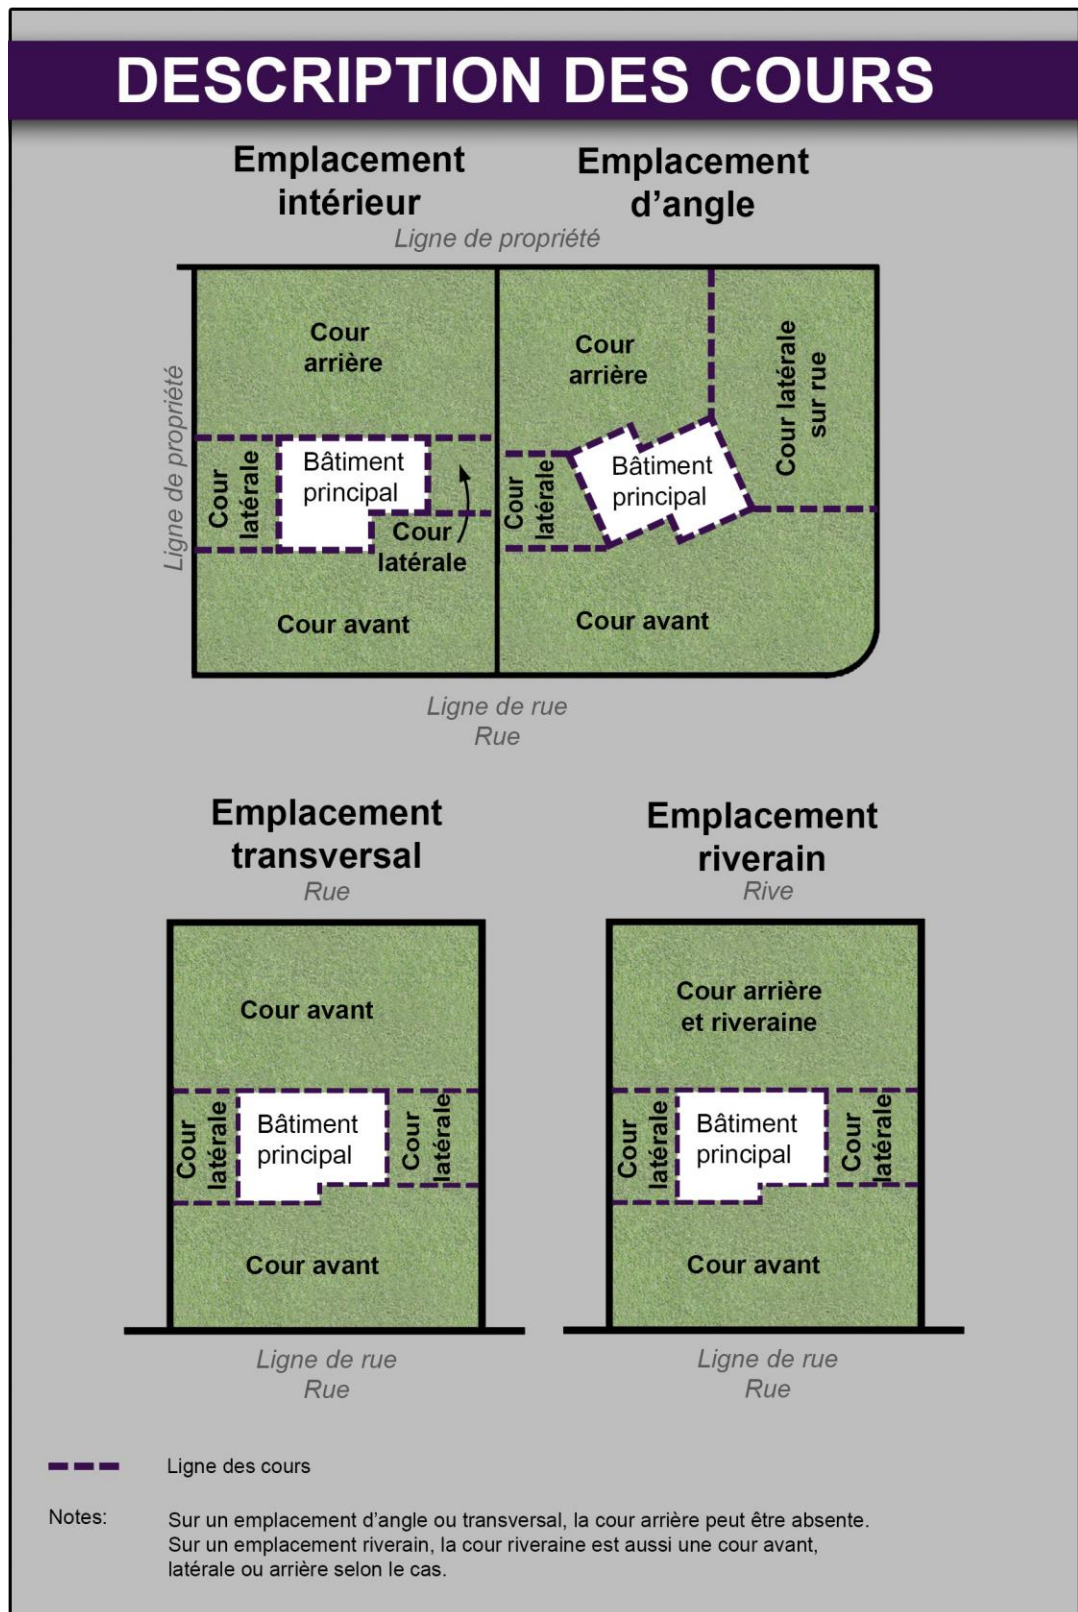 DESCRIPTION DES COURS
Emplacement
intérieur
Emplacement
d’angle
Ligne de propriété
Ligne de propriété
Cour
arrière
Cour
arrière
Cour latérale
sur rue
Cour
latérale
Bâtiment
principal
Cour
latérale
Cour
latérale
Bâtiment
principal
Cour avant
Cour avant
Ligne de rue
Rue
Emplacement
transversal
Rue
Cour avant
Cour
latérale
Bâtiment
principal
Cour
latérale
Cour avant
Ligne de rue
Rue
Emplacement
riverain
Rive
Cour arrière
et riveraine
Cour
latérale
Bâtiment
principal
Cour
latérale
Cour avant
Ligne de rue
Rue
Ligne des cours
Notes: Sur un emplacement d’angle ou transversal, la cour arrière peut être absente.
Sur un emplacement riverain, la cour riveraine est aussi une cour avant,
latérale ou arrière selon le cas.